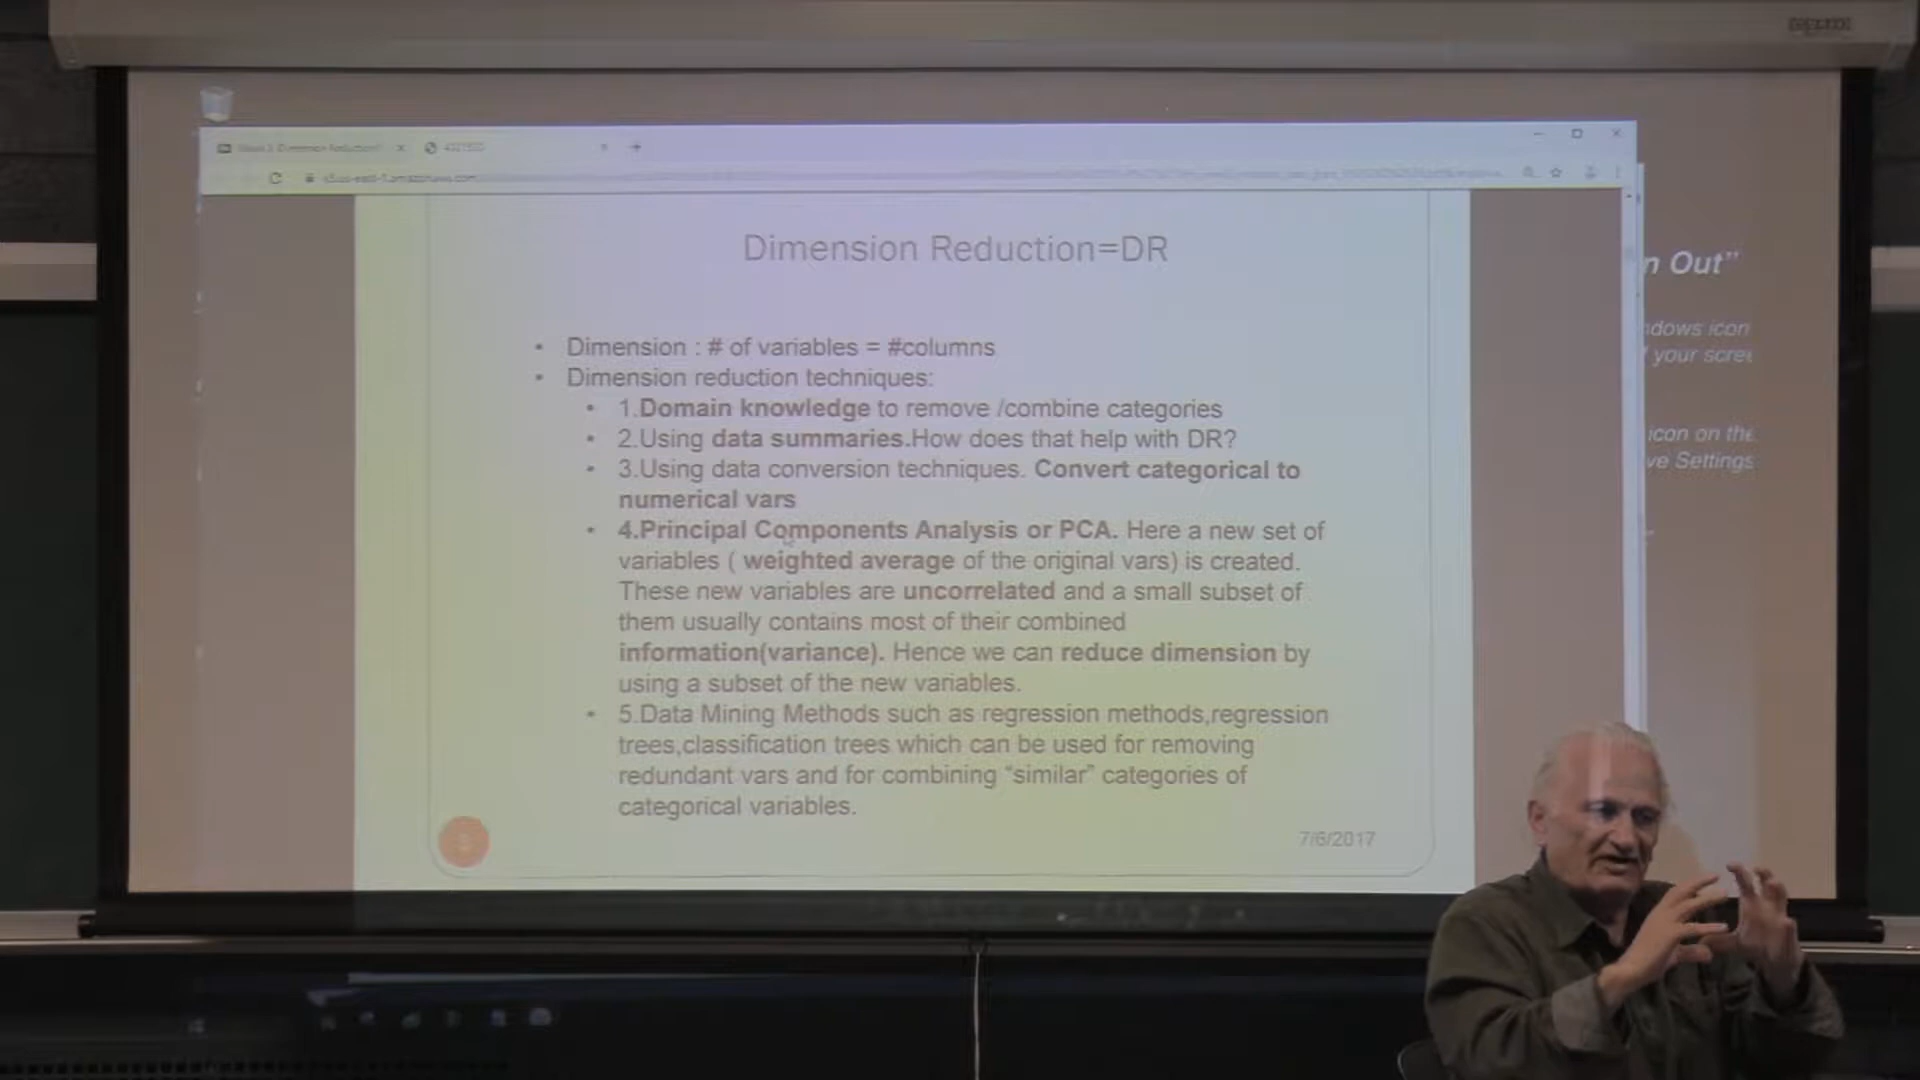 Dimension Reduction=DR
• Dimension : # of variables = #columns
• Dimension reduction techniques:
• 1.Domain knowledge to remove /combine categories
• 2.Using data summaries.How does that help with DR?
• 3.Using data conversion techniques. Convert categorical to
numerical vars
• 4.Principal Components Analysis or PCA. Here a new set of
variables ( weighted average of the original vars) is created.
These new variables are uncorrelated and a small subset of
them usually contains most of their combined
information(variance). Hence we can reduce dimension by
using a subset of the new variables.
• 5.Data Mining Methods such as regression methods,regression
trees,classification trees which can be used for removing
redundant vars and for combining “similar” categories of
categorical variables.
7/6/2017
n Out”
dows icon
your scree
icon on the
ve Settings